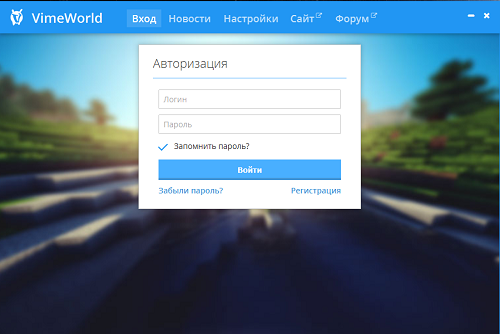 VimeWorld Вход Новости Настройки Сайт Форум
Авторизация
Логин
Пароль
Запомнить пароль?
Войти
Забыли пароль? Регистрация